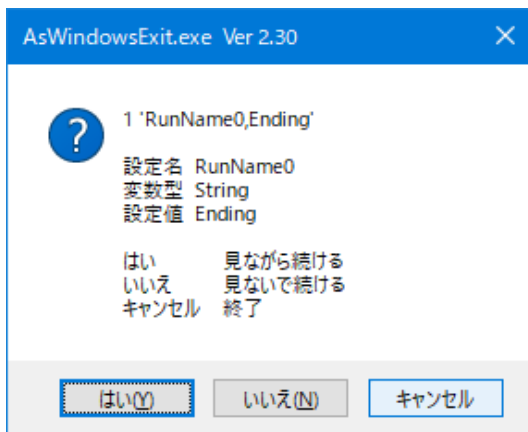 AsWindowsExit.exe Ver 2.30
1 'RunName0,Ending'
設定名 RunName0
変数型 String
設定値 Ending
はい 見ながら続ける
いいえ 見ないで続ける
キャンセル 終了
はい(Y) いいえ(N) キャンセル